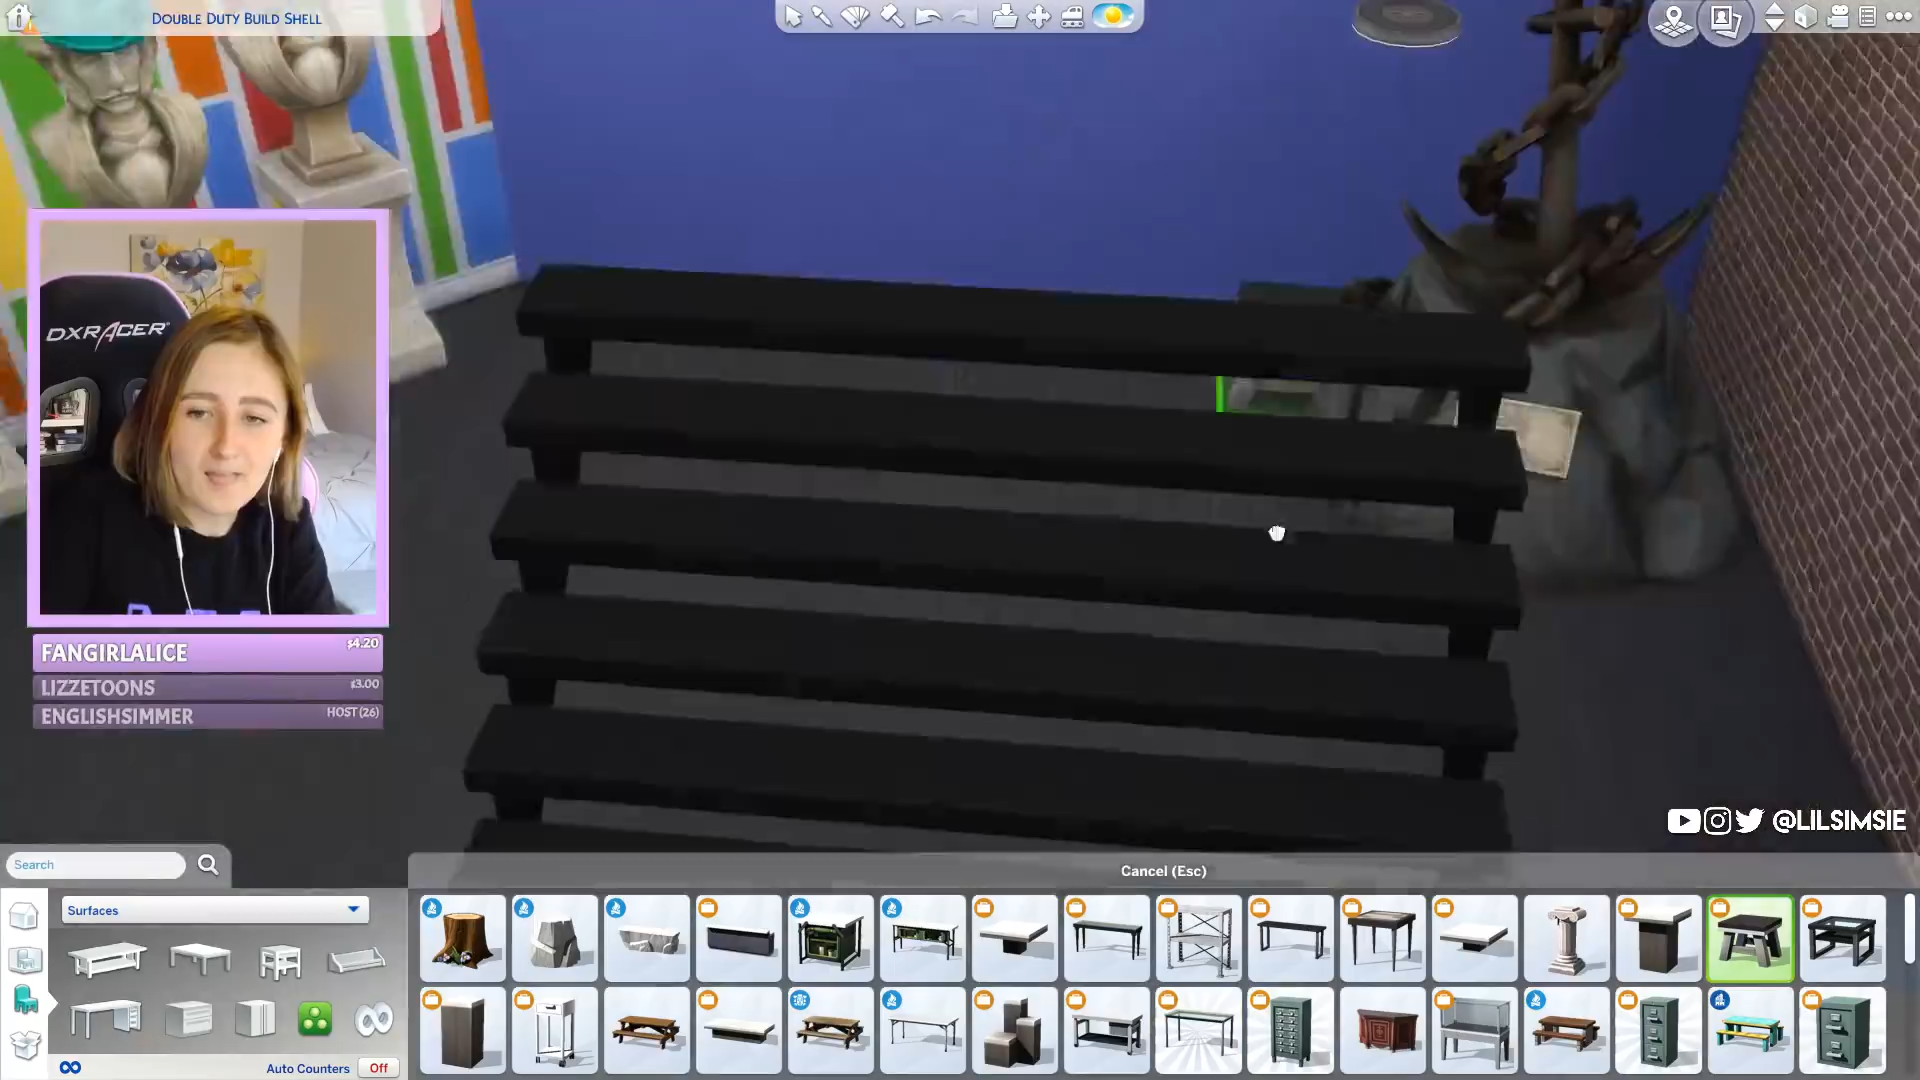 DOUBLE DUTY BUILD SHELL
DXRACER
FANGIRLALICE $4.20
LIZZETOONS $3.00
ENGLISHSIMMER HOST (26)
@LILSIMSIE
Search
Cancel (Esc)
Surfaces
Auto Counters Off